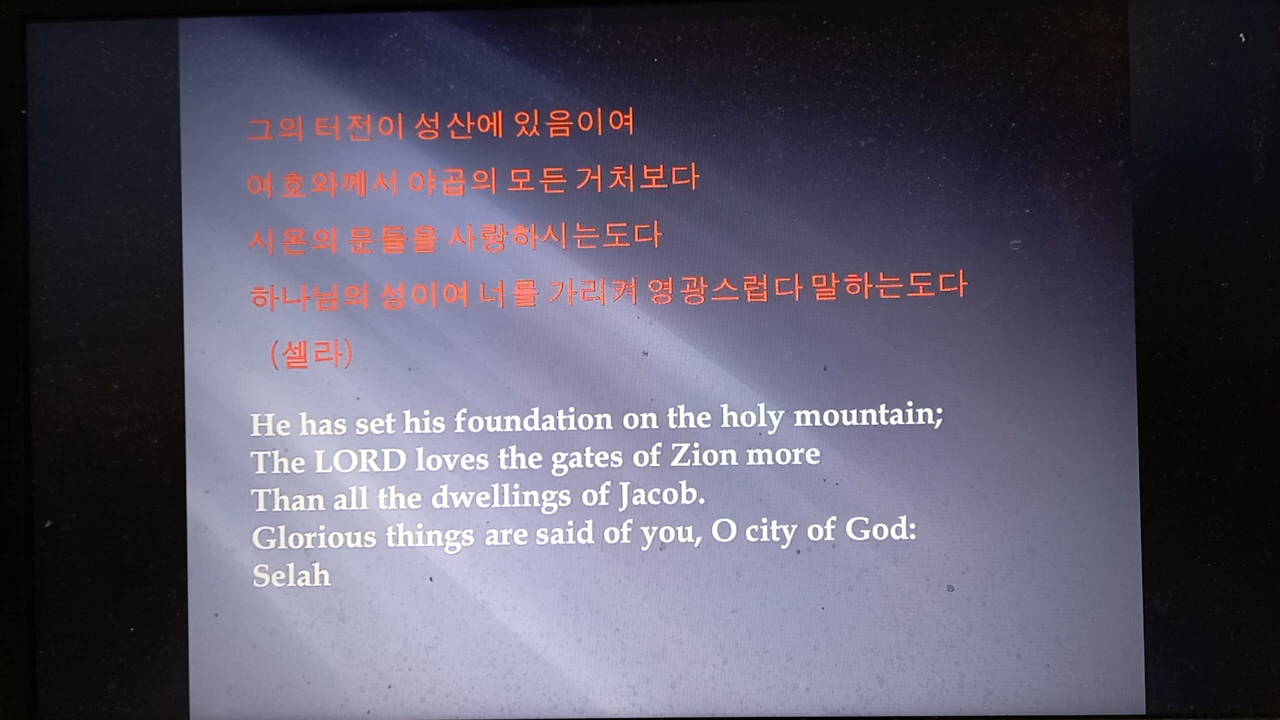 그의 터전이 성산에 있음이여
여호와께서 야곱의 모든 거처보다
시온의 문들을 사랑하시는도다
하나님의 성이여 너를 가리켜 영광스럽다 말하는도다
(셀라)
He has set his foundation on the holy mountain;
The LORD loves the gates of Zion more
Than all the dwellings of Jacob.
Glorious things are said of you, O city of God:
Selah